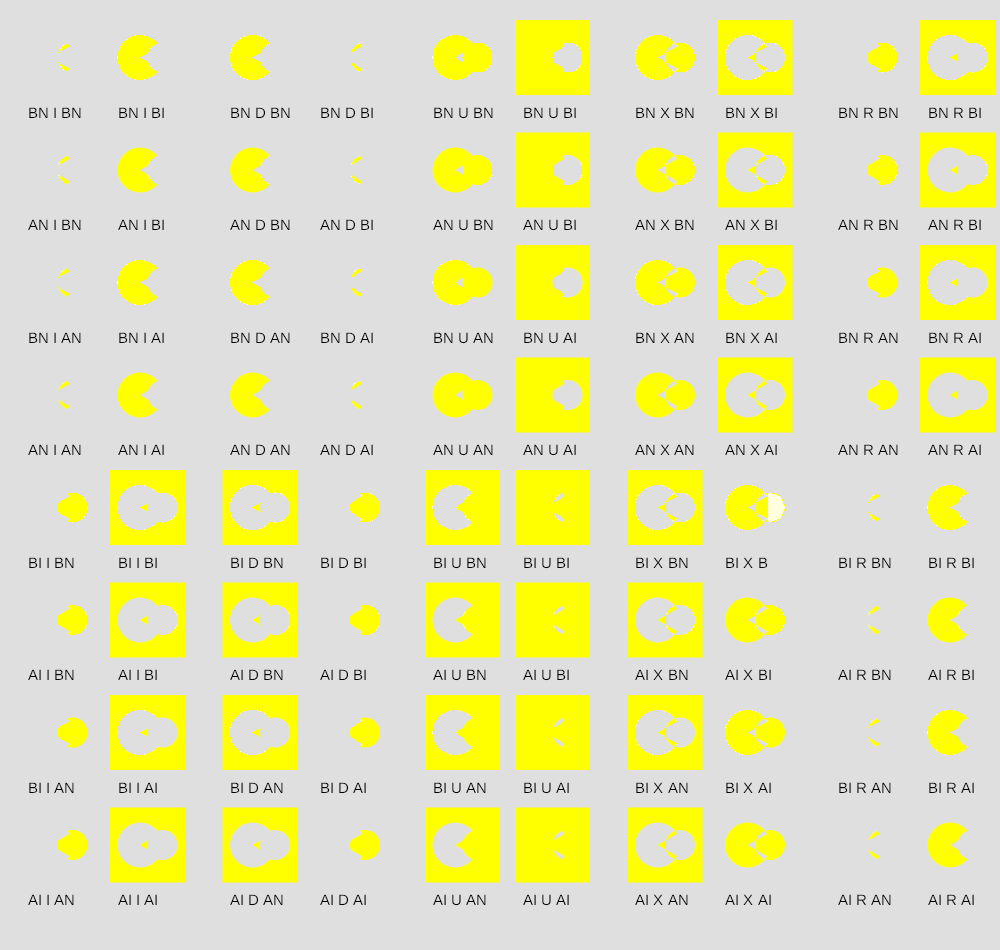 BN I BN BN I BI BN D BN BN D BI BN U BN BN U BI BN X BN BN X BI BN R BN BN R BI
AN I BN AN I BI AN D BN AN D BI AN U BN AN U BI AN X BN AN X BI AN R BN AN R BI
BN I AN BN I AI BN D AN BN D AI BN U AN BN U AI BN X AN BN X AI BN R AN BN R AI
AN I AN AN I AI AN D AN AN D AI AN U AN AN U AI AN X AN AN X AI AN R AN AN R AI
BI I BN BI I BI BI D BN BI D BI BI U BN BI U BI BI X BN BI X B BI R BN BI R BI
AI I BN AI I BI AI D BN AI D BI AI U BN AI U BI AI X BN AI X BI AI R BN AI R BI
BI I AN BI I AI BI D AN BI D AI BI U AN BI U AI BI X AN BI X AI BI R AN BI R AI
AI I AN AI I AI AI D AN AI D AI AI U AN AI U AI AI X AN AI X AI AI R AN AI R AI